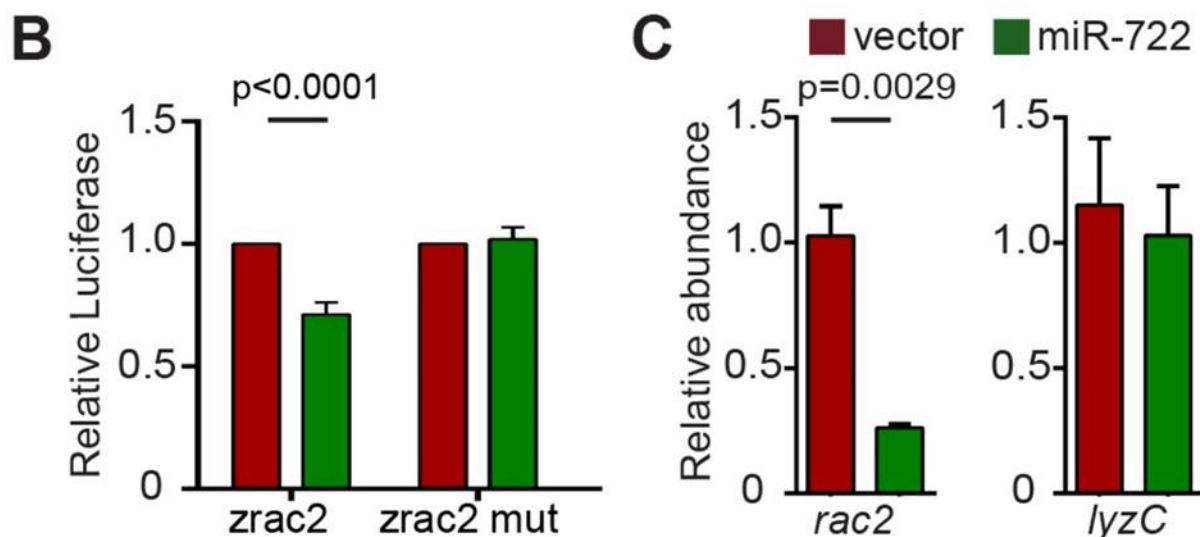 B
p<0.0001
Relative Luciferase
1.5
1.0
0.5
0
zrac2
zrac2 mut
C
vector
miR-722
p=0.0029
Relative abundance
1.5
1.0
0.5
0
rac2
1.5
1.0
0.5
0
lyzC